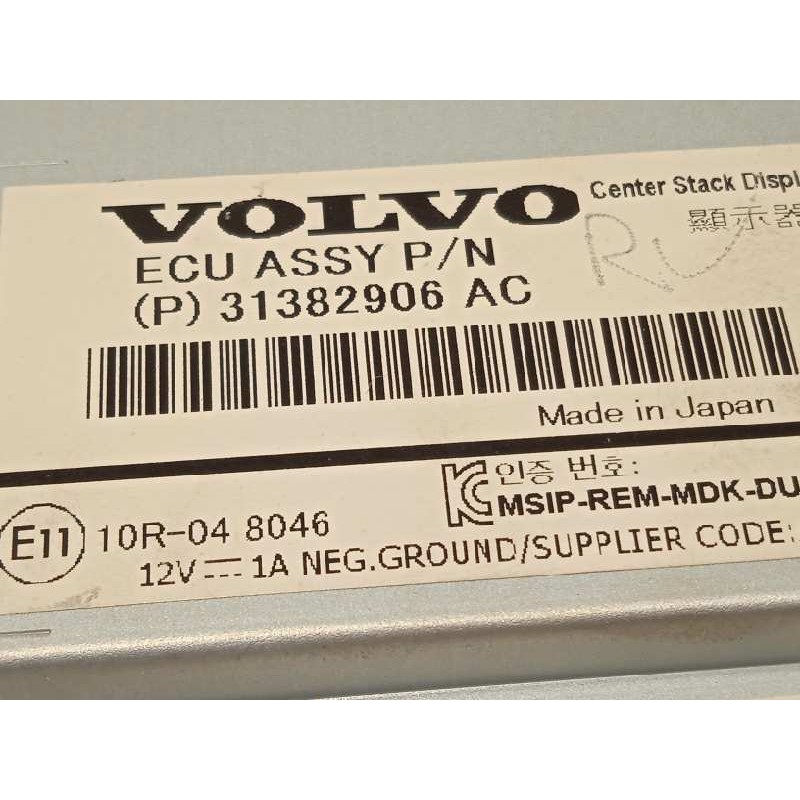 VOLVO
Center Stack Displ
顯示器
RU
ECU ASSY P/N
(P) 31382906 AC
Made in Japan
인증 번호:
MSIP-REM-MDK-DU
E11 10R-04 8046
12V⎓1A NEG.GROUND/SUPPLIER CODE: